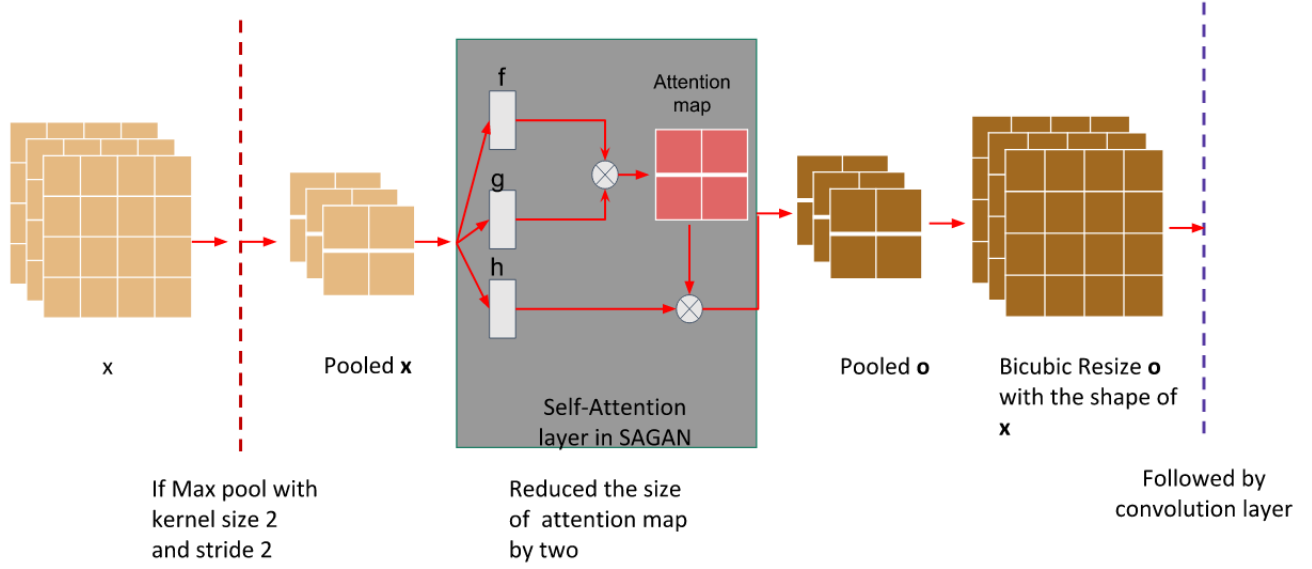 f
Attention
map
g
h
x
Pooled x
Self-Attention
layer in SAGAN
Pooled o
Bicubic Resize o
with the shape of
x
If Max pool with
kernel size 2
and stride 2
Reduced the size
of attention map
by two
Followed by
convolution layer